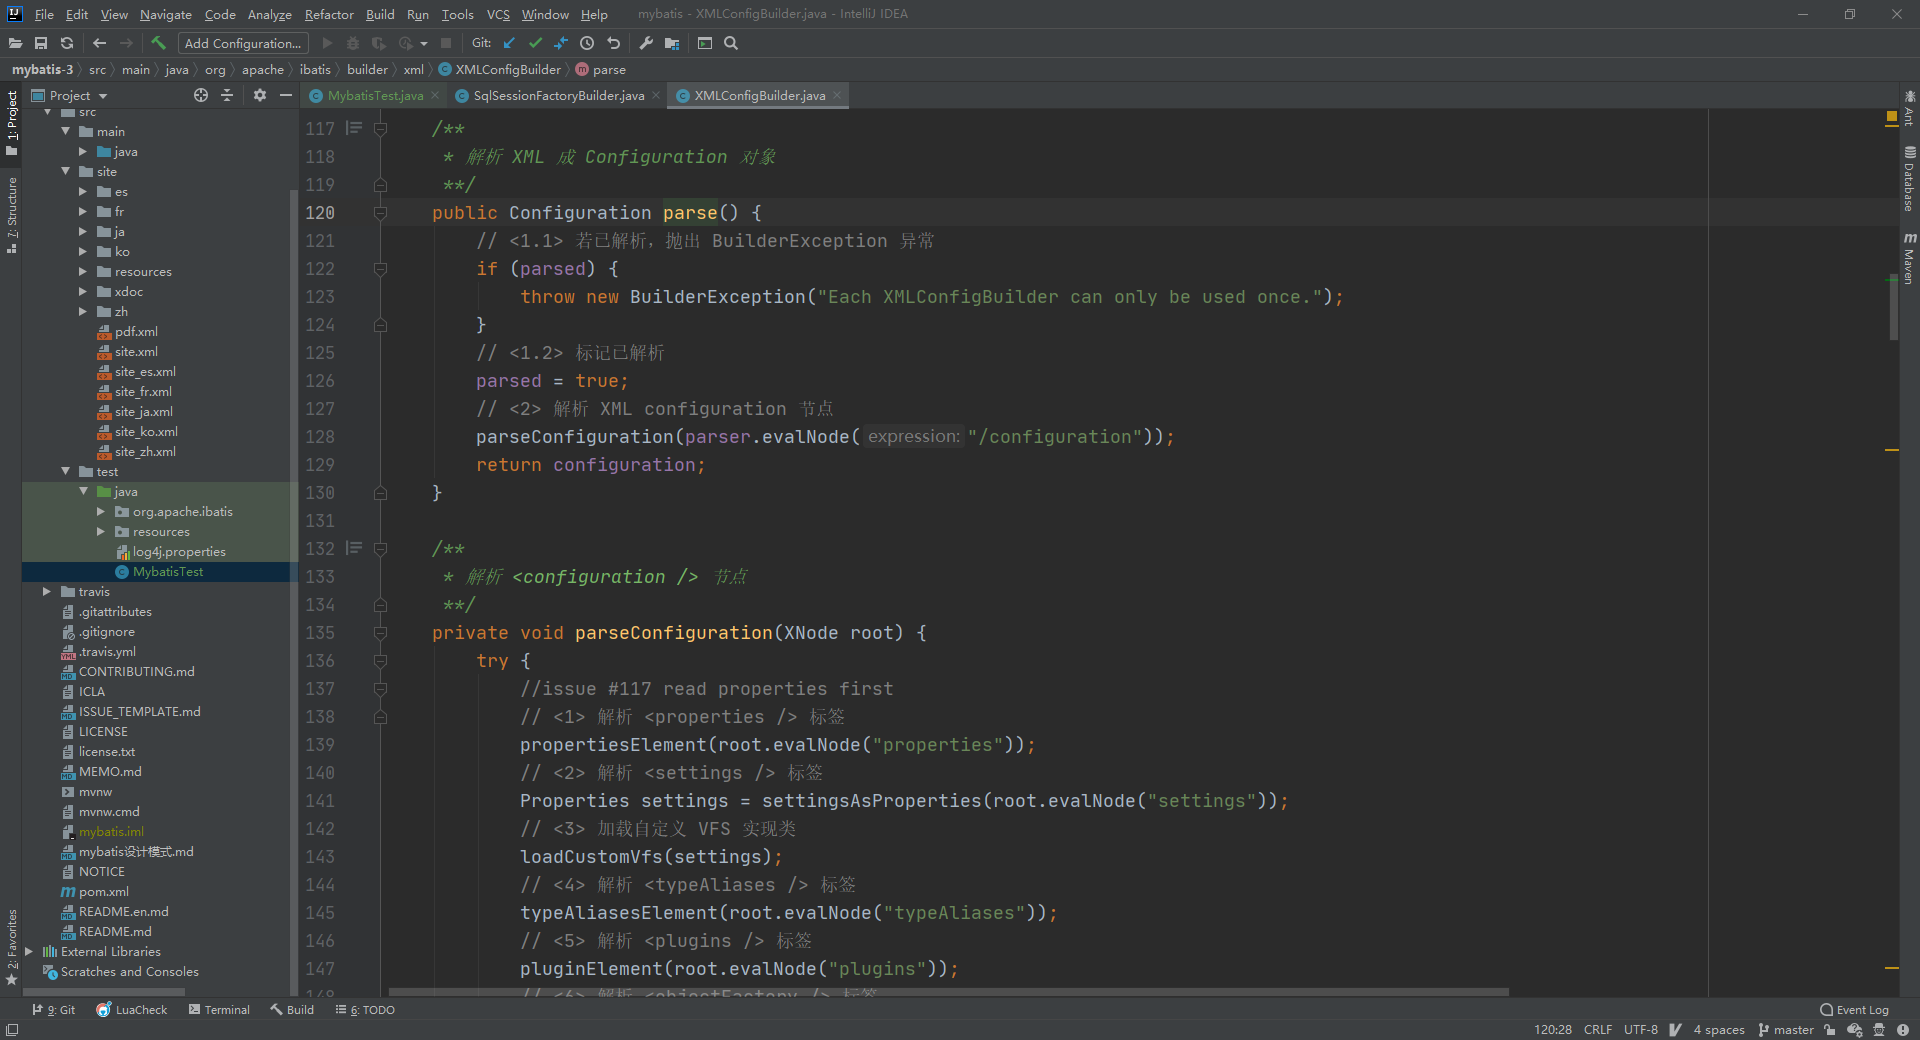 File Edit View Navigate Code Analyze Refactor Build Run Tools VCS Window Help mybatis - XMLConfigBuilder.java - IntelliJ IDEA
Add Configuration... Git:
mybatis-3 src main java org apache ibatis builder xml XMLConfigBuilder parse
Project
MybatisTest.java SqlSessionFactoryBuilder.java XMLConfigBuilder.java
1: Project
7: Structure
2: Favorites
src
main
java
site
es
fr
ja
ko
resources
xdoc
zh
pdf.xml
site.xml
site_es.xml
site_fr.xml
site_ja.xml
site_ko.xml
site_zh.xml
test
java
org.apache.ibatis
resources
log4j.properties
MybatisTest
travis
.gitattributes
.gitignore
.travis.yml
CONTRIBUTING.md
ICLA
ISSUE_TEMPLATE.md
LICENSE
license.txt
MEMO.md
mvnw
mvnw.cmd
mybatis.iml
mybatis设计模式.md
NOTICE
pom.xml
README.en.md
README.md
External Libraries
Scratches and Consoles
117 /**
118 * 解析 XML 成 Configuration 对象
119 **/
120 public Configuration parse() {
121 // <1.1> 若已解析，抛出 BuilderException 异常
122 if (parsed) {
123 throw new BuilderException("Each XMLConfigBuilder can only be used once.");
124 }
125 // <1.2> 标记已解析
126 parsed = true;
127 // <2> 解析 XML configuration 节点
128 parseConfiguration(parser.evalNode( expression: "/configuration"));
129 return configuration;
130 }
131
132 /**
133 * 解析 <configuration /> 节点
134 **/
135 private void parseConfiguration(XNode root) {
136 try {
137 //issue #117 read properties first
138 // <1> 解析 <properties /> 标签
139 propertiesElement(root.evalNode("properties"));
140 // <2> 解析 <settings /> 标签
141 Properties settings = settingsAsProperties(root.evalNode("settings"));
142 // <3> 加载自定义 VFS 实现类
143 loadCustomVfs(settings);
144 // <4> 解析 <typeAliases /> 标签
145 typeAliasesElement(root.evalNode("typeAliases"));
146 // <5> 解析 <plugins /> 标签
147 pluginElement(root.evalNode("plugins"));
148 // <6> 解析 <objectFactory /> 标签
Ant
Database
Maven
9: Git LuaCheck Terminal Build 6: TODO Event Log
120:28 CRLF UTF-8 4 spaces master